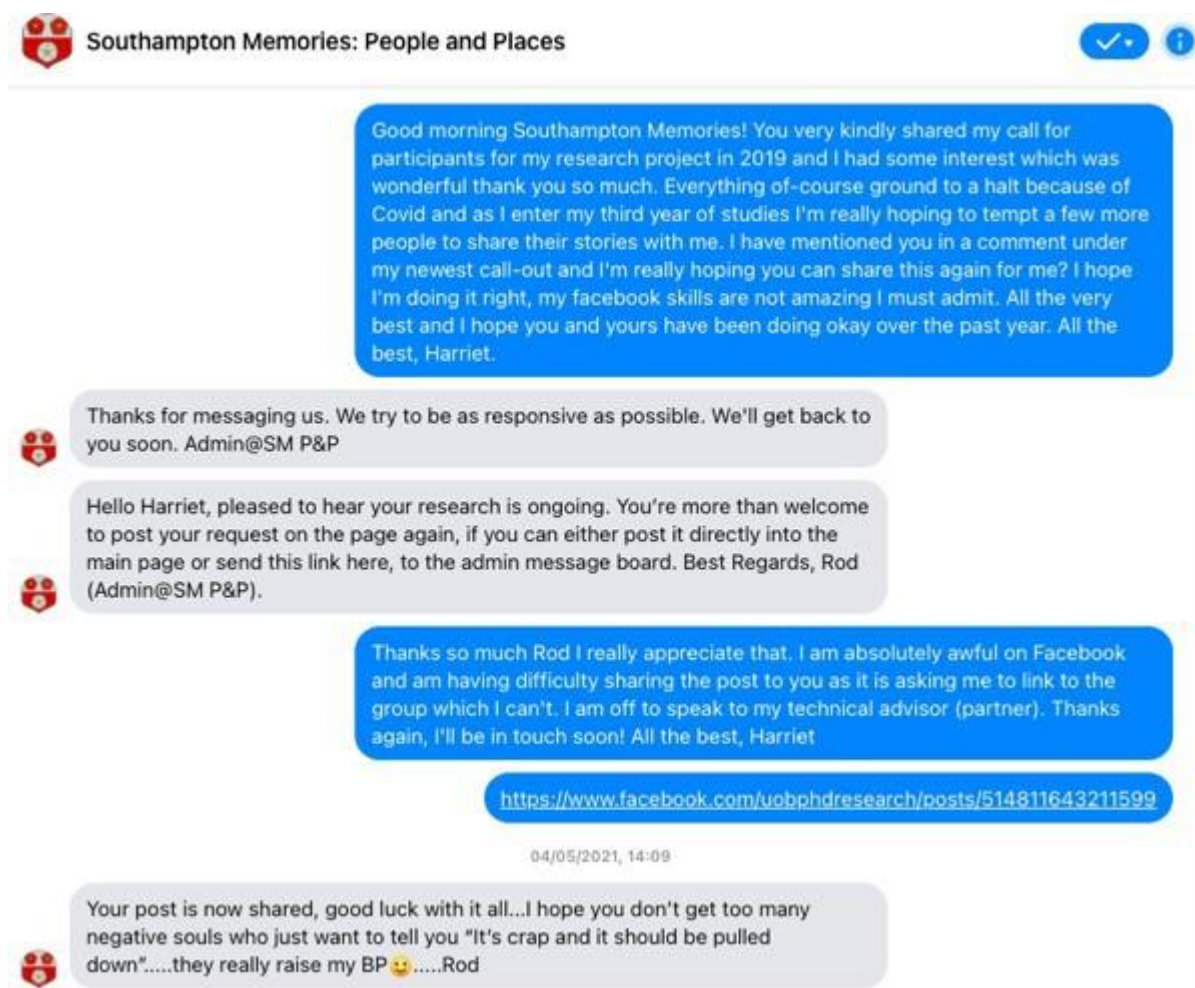 Southampton Memories: People and Places
Good morning Southampton Memories! You very kindly shared my call for
participants for my research project in 2019 and I had some interest which was
wonderful thank you so much. Everything of-course ground to a halt because of
Covid and as I enter my third year of studies I'm really hoping to tempt a few more
people to share their stories with me. I have mentioned you in a comment under
my newest call-out and I'm really hoping you can share this again for me? I hope
I'm doing it right, my facebook skills are not amazing I must admit. All the very
best and I hope you and yours have been doing okay over the past year. All the
best, Harriet.
Thanks for messaging us. We try to be as responsive as possible. We'll get back to
you soon. Admin@SM P&P
Hello Harriet, pleased to hear your research is ongoing. You're more than welcome
to post your request on the page again, if you can either post it directly into the
main page or send this link here, to the admin message board. Best Regards, Rod
(Admin@SM P&P).
Thanks so much Rod I really appreciate that. I am absolutely awful on Facebook
and am having difficulty sharing the post to you as it is asking me to link to the
group which I can't. I am off to speak to my technical advisor (partner). Thanks
again, I'll be in touch soon! All the best, Harriet
https://www.facebook.com/uobphdresearch/posts/514811643211599
04/05/2021, 14:09
Your post is now shared, good luck with it all...I hope you don't get too many
negative souls who just want to tell you "It's crap and it should be pulled
down".....they really raise my BP😀.....Rod